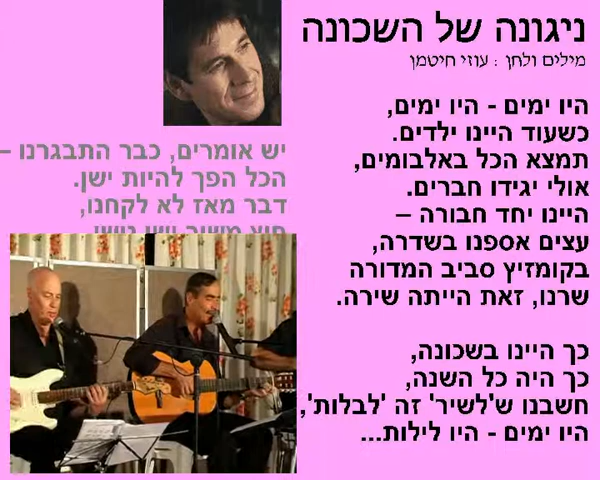 ניגונה של השכונה
מילים ולחן : עוזי חיטמן
היו ימים - היו ימים,
כשעוד היינו ילדים.
תמצא הכל באלבומים,
אולי יגידו חברים.
היינו יחד חבורה –
עצים אספנו בשדרה,
בקומזיץ סביב המדורה
שרנו, זאת הייתה שירה.
כך היינו בשכונה,
כך היה כל השנה,
חשבנו ש'לשיר' זה 'לבלות',
היו ימים - היו לילות...
יש אומרים, כבר התבגרנו –
הכל הפך להיות ישן.
דבר מאז לא לקחנו,